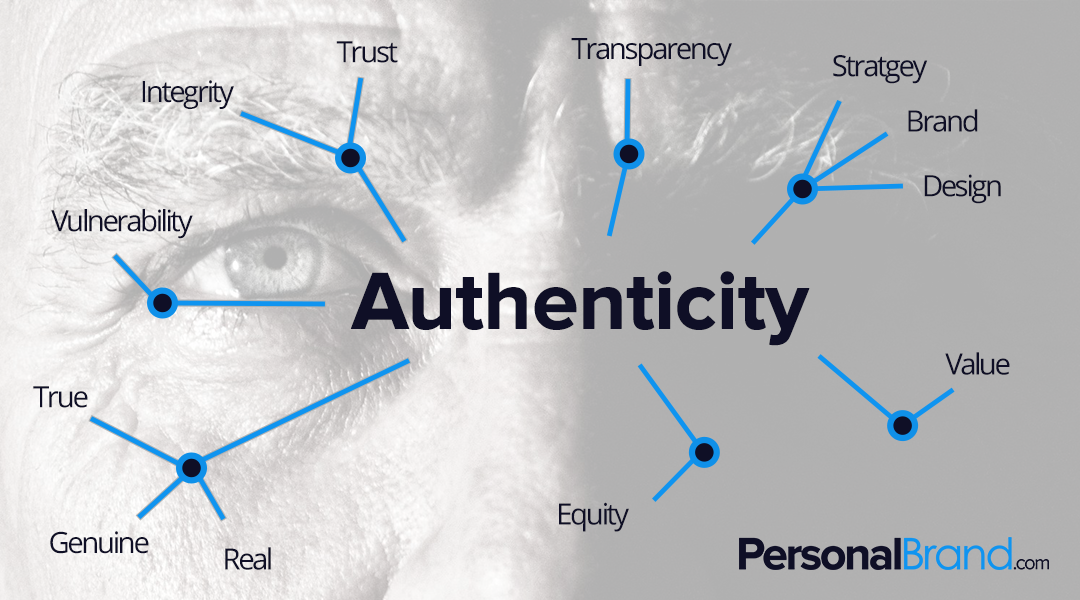 Trust
Transparency
Stratgey
Integrity
Brand
Design
Vulnerability
Authenticity
Value
True
Equity
Genuine
Real
PersonalBrand.com